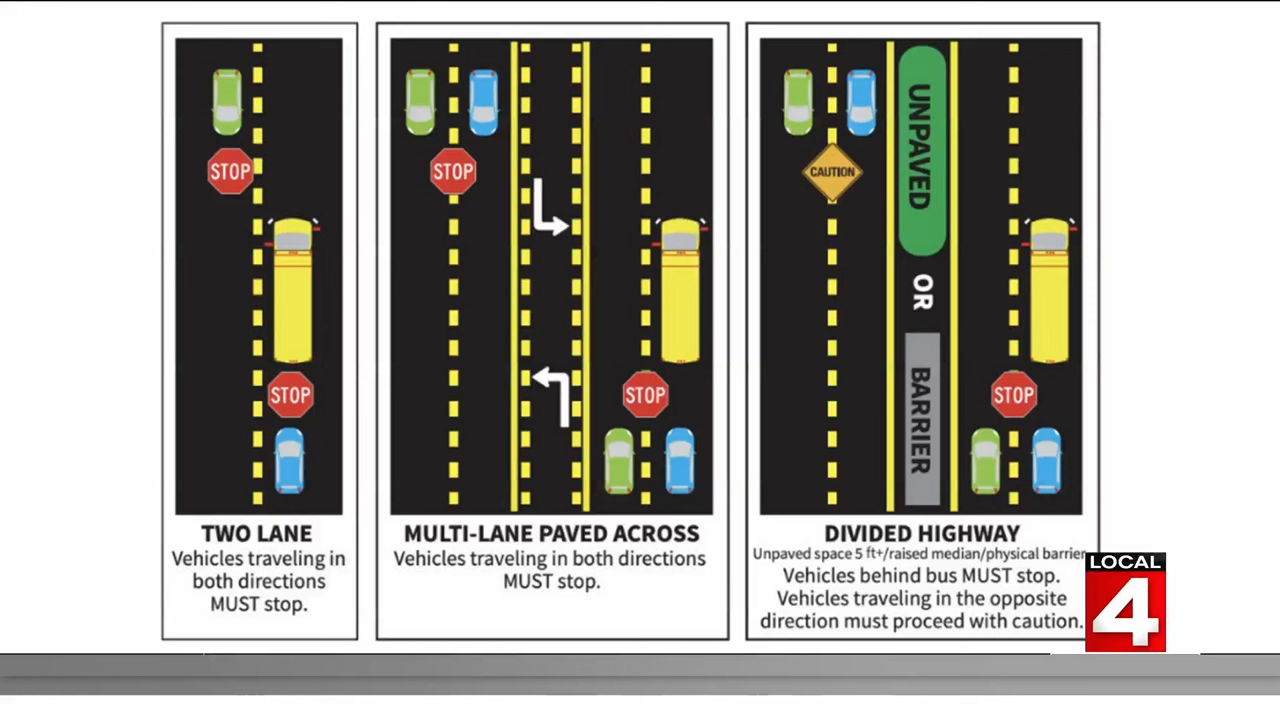 STOP
STOP
TWO LANE
Vehicles traveling in
both directions
MUST stop.
STOP
STOP
MULTI-LANE PAVED ACROSS
Vehicles traveling in both directions
MUST stop.
CAUTION
UNPAVED
OR
BARRIER
STOP
DIVIDED HIGHWAY
Unpaved space 5 ft+/raised median/physical barrier
Vehicles behind bus MUST stop.
Vehicles traveling in the opposite
direction must proceed with caution.
LOCAL
4